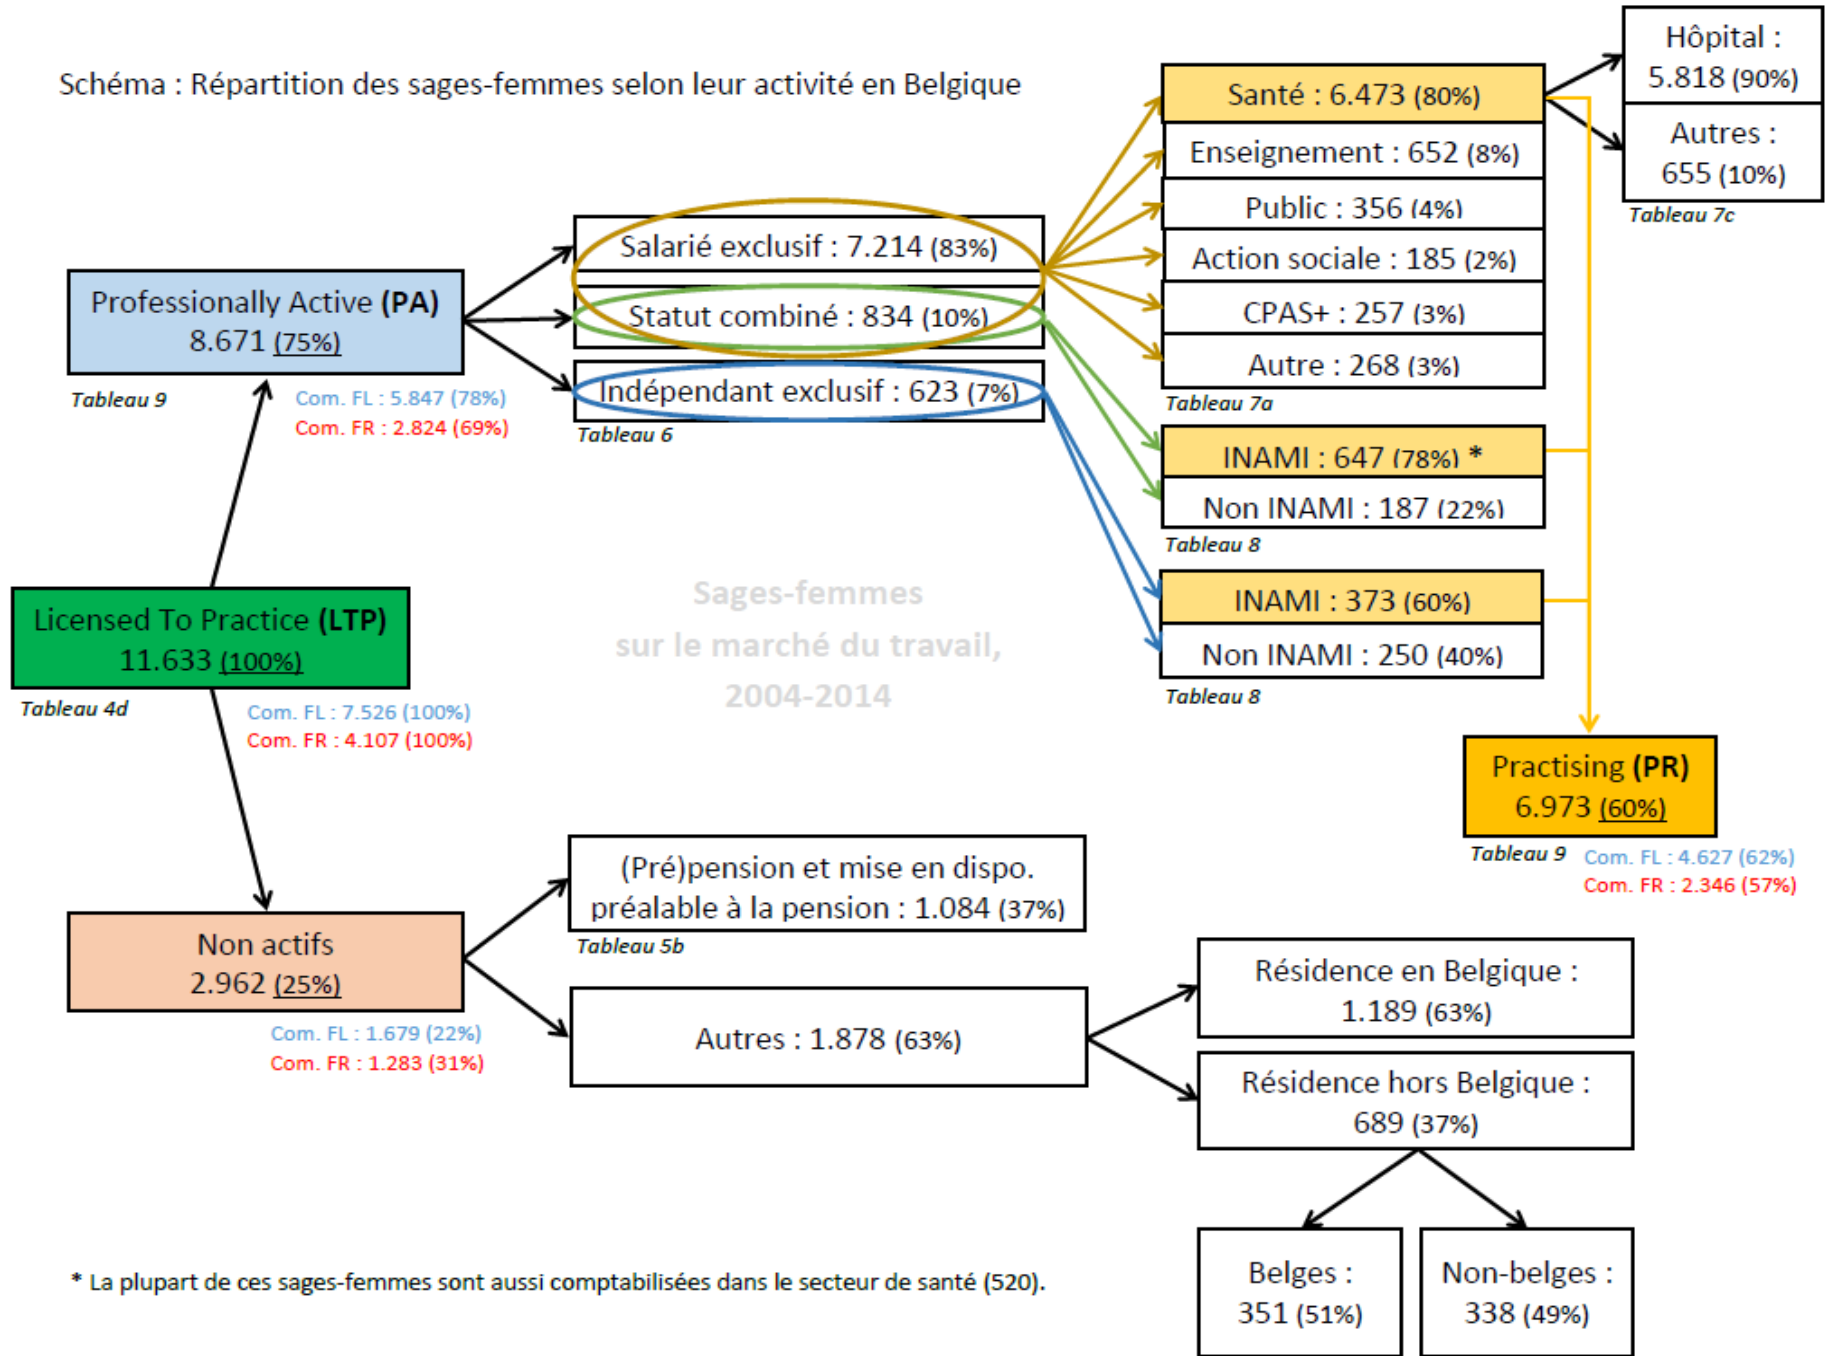 Schéma : Répartition des sages-femmes selon leur activité en Belgique
Hôpital :
5.818 (90%)
Autres :
655 (10%)
Tableau 7c
Santé : 6.473 (80%)
Enseignement : 652 (8%)
Public : 356 (4%)
Action sociale : 185 (2%)
CPAS+ : 257 (3%)
Autre : 268 (3%)
Tableau 7a
Salarié exclusif : 7.214 (83%)
Statut combiné : 834 (10%)
Indépendant exclusif : 623 (7%)
Tableau 6
Professionally Active (PA)
8.671 (75%)
Tableau 9
Com. FL : 5.847 (78%)
Com. FR : 2.824 (69%)
INAMI : 647 (78%) *
Non INAMI : 187 (22%)
Tableau 8
INAMI : 373 (60%)
Non INAMI : 250 (40%)
Tableau 8
Licensed To Practice (LTP)
11.633 (100%)
Tableau 4d
Com. FL : 7.526 (100%)
Com. FR : 4.107 (100%)
Sages-femmes
sur le marché du travail,
2004-2014
Practising (PR)
6.973 (60%)
Tableau 9
Com. FL : 4.627 (62%)
Com. FR : 2.346 (57%)
Non actifs
2.962 (25%)
Com. FL : 1.679 (22%)
Com. FR : 1.283 (31%)
(Pré)pension et mise en dispo.
préalable à la pension : 1.084 (37%)
Tableau 5b
Autres : 1.878 (63%)
Résidence en Belgique :
1.189 (63%)
Résidence hors Belgique :
689 (37%)
Belges :
351 (51%)
Non-belges :
338 (49%)
* La plupart de ces sages-femmes sont aussi comptabilisées dans le secteur de santé (520).